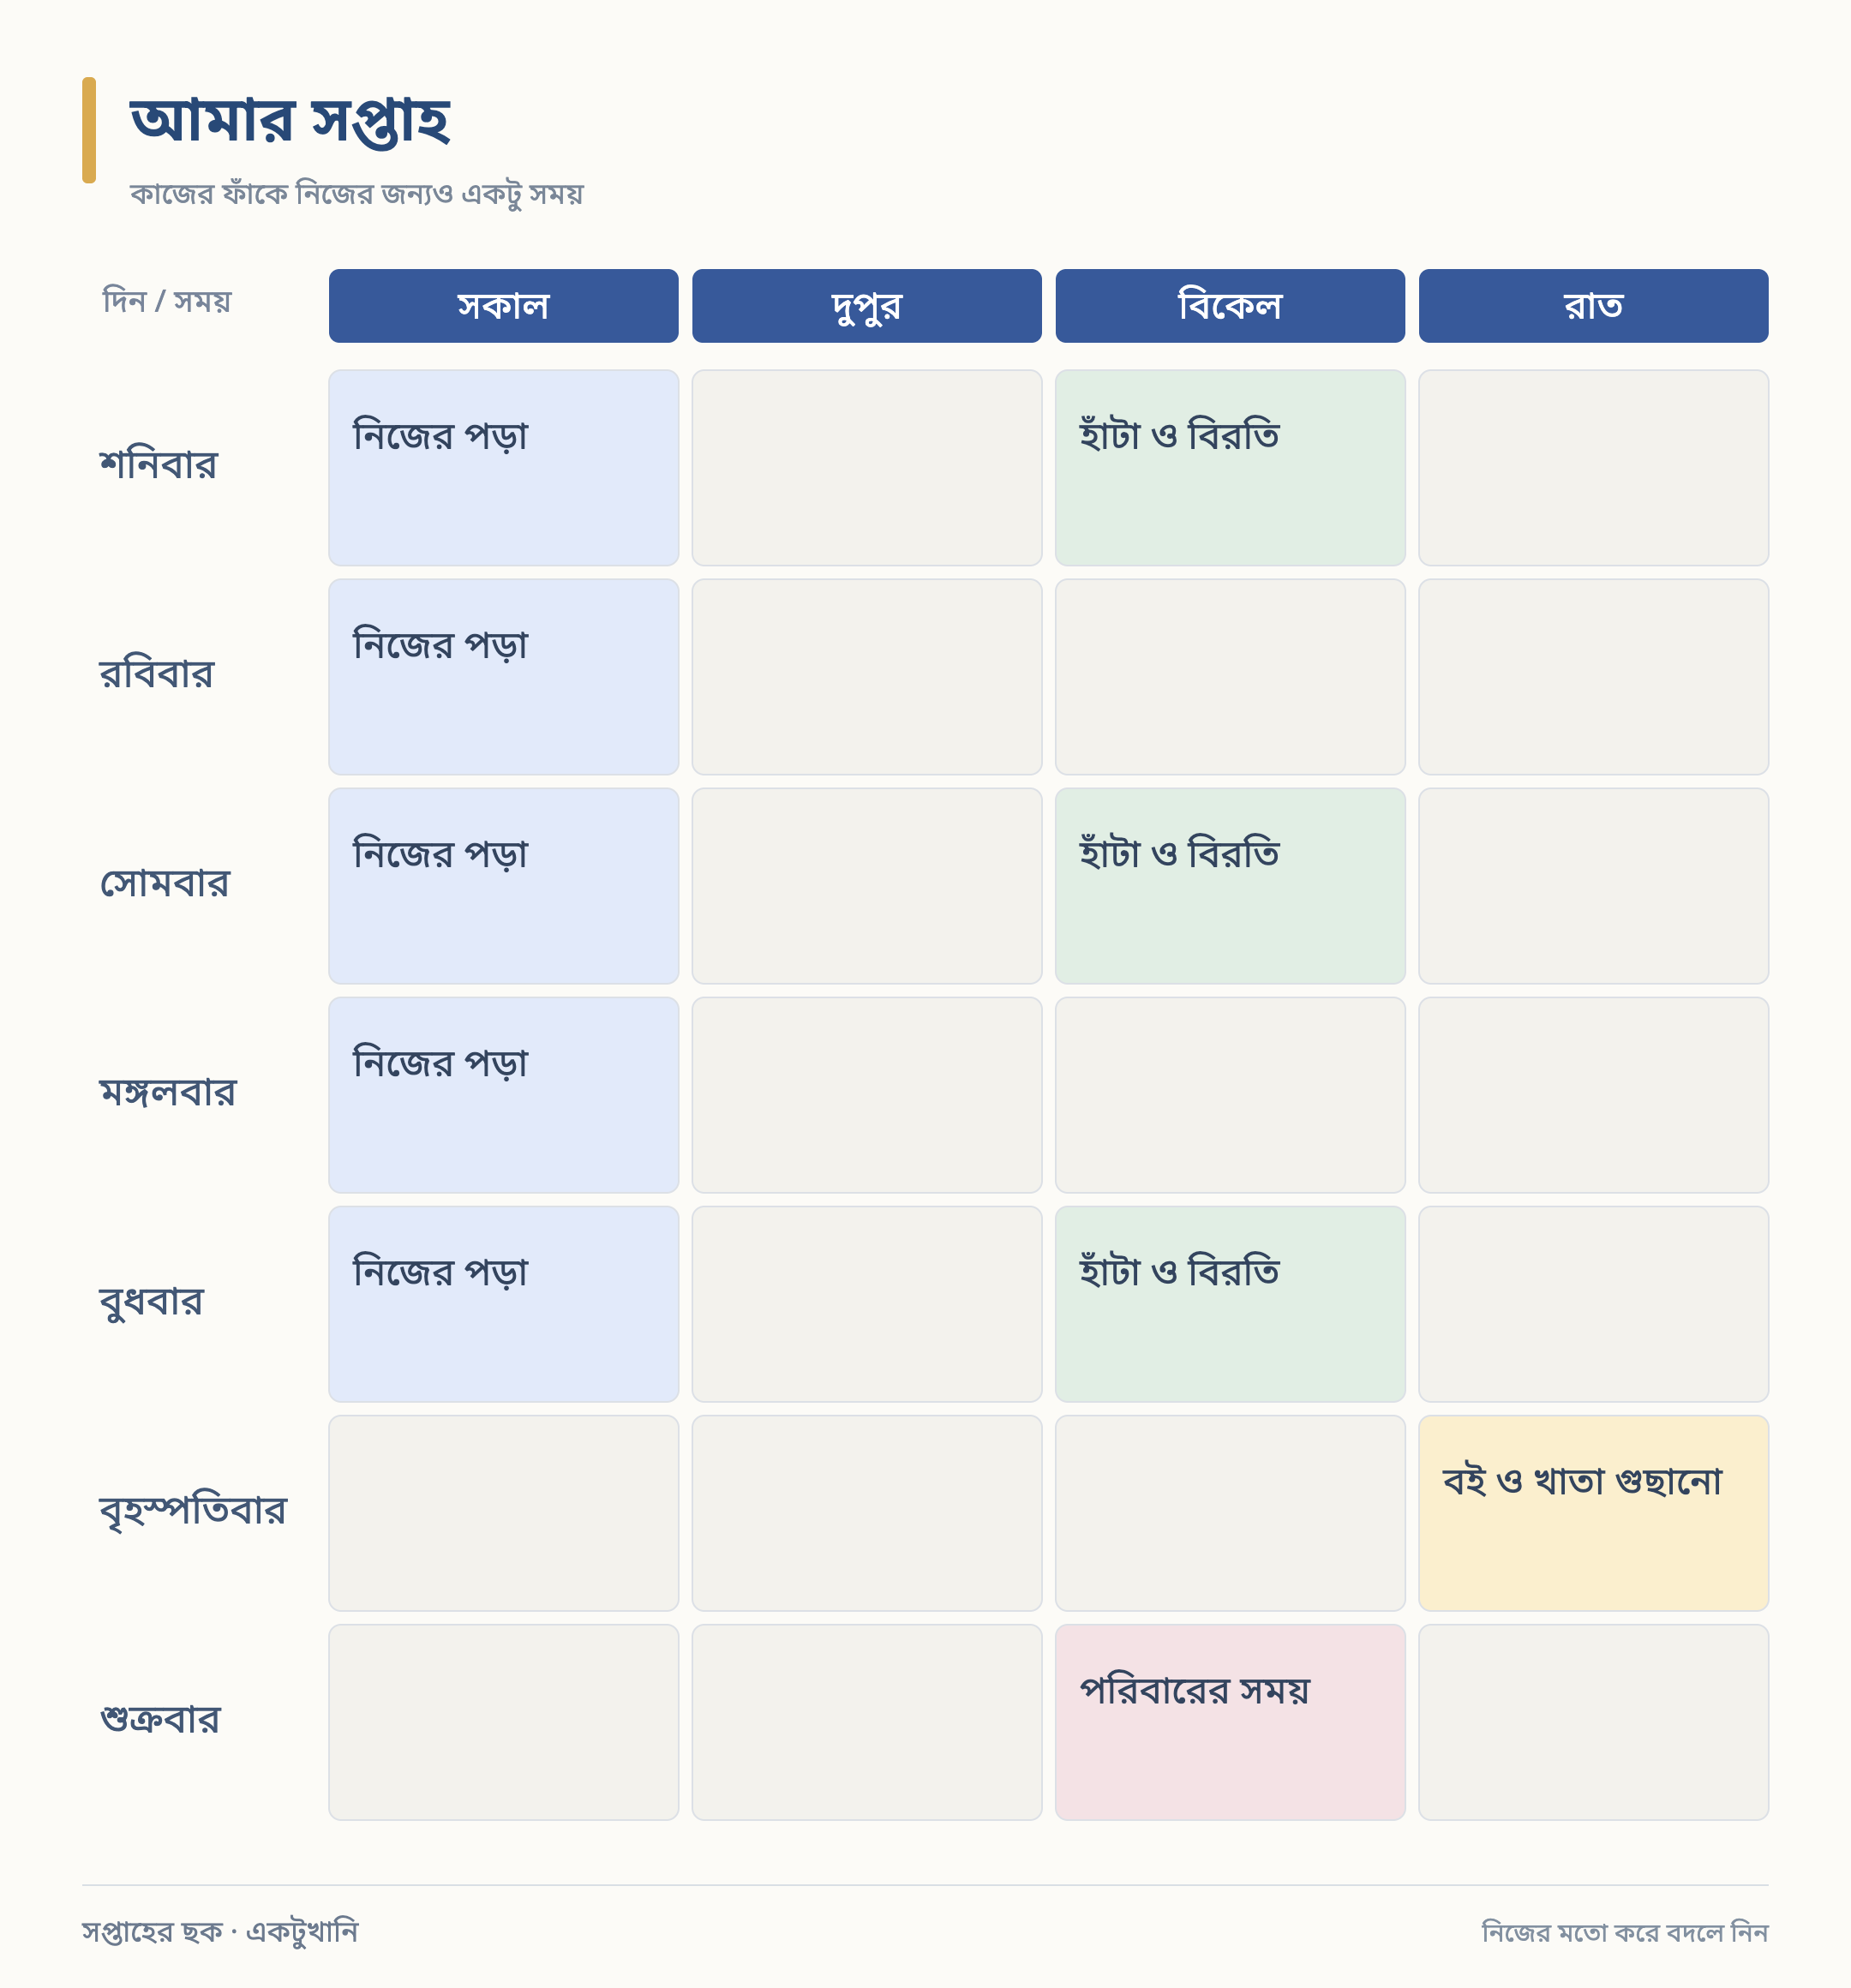 আমার সপ্তাহ
কাজের ফাঁকে নিজের জন্যও একটু সময়
দিন / সময় সকাল দুপুর বিকেল রাত
শনিবার নিজের পড়া হাঁটা ও বিরতি
রবিবার নিজের পড়া
সোমবার নিজের পড়া হাঁটা ও বিরতি
মঙ্গলবার নিজের পড়া
বুধবার নিজের পড়া হাঁটা ও বিরতি
বৃহস্পতিবার বই ও খাতা গুছানো
শুক্রবার পরিবারের সময়
সপ্তাহের ছক · একটুখানি নিজের মতো করে বদলে নিন